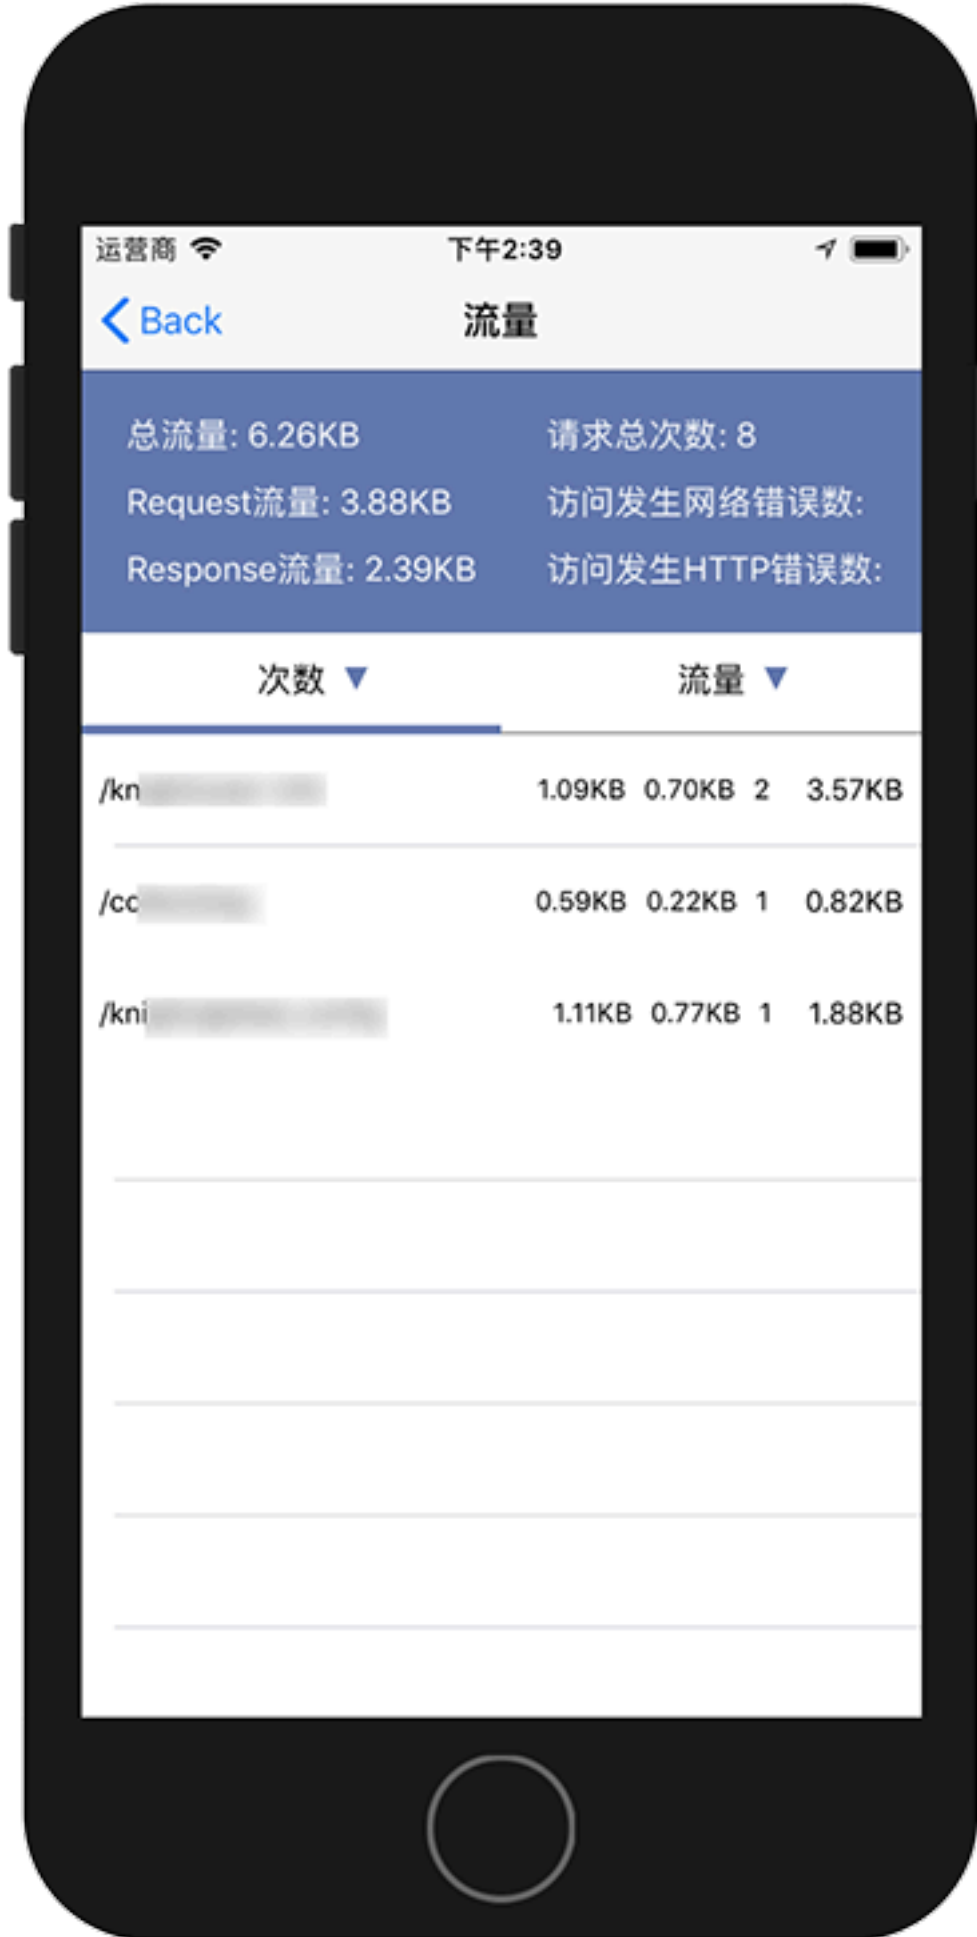 运营商 下午2:39
Back 流量
总流量: 6.26KB 请求总次数: 8
Request流量: 3.88KB 访问发生网络错误数:
Response流量: 2.39KB 访问发生HTTP错误数:
次数 ▼ 流量 ▼
/kn 1.09KB 0.70KB 2 3.57KB
/cc 0.59KB 0.22KB 1 0.82KB
/kni 1.11KB 0.77KB 1 1.88KB